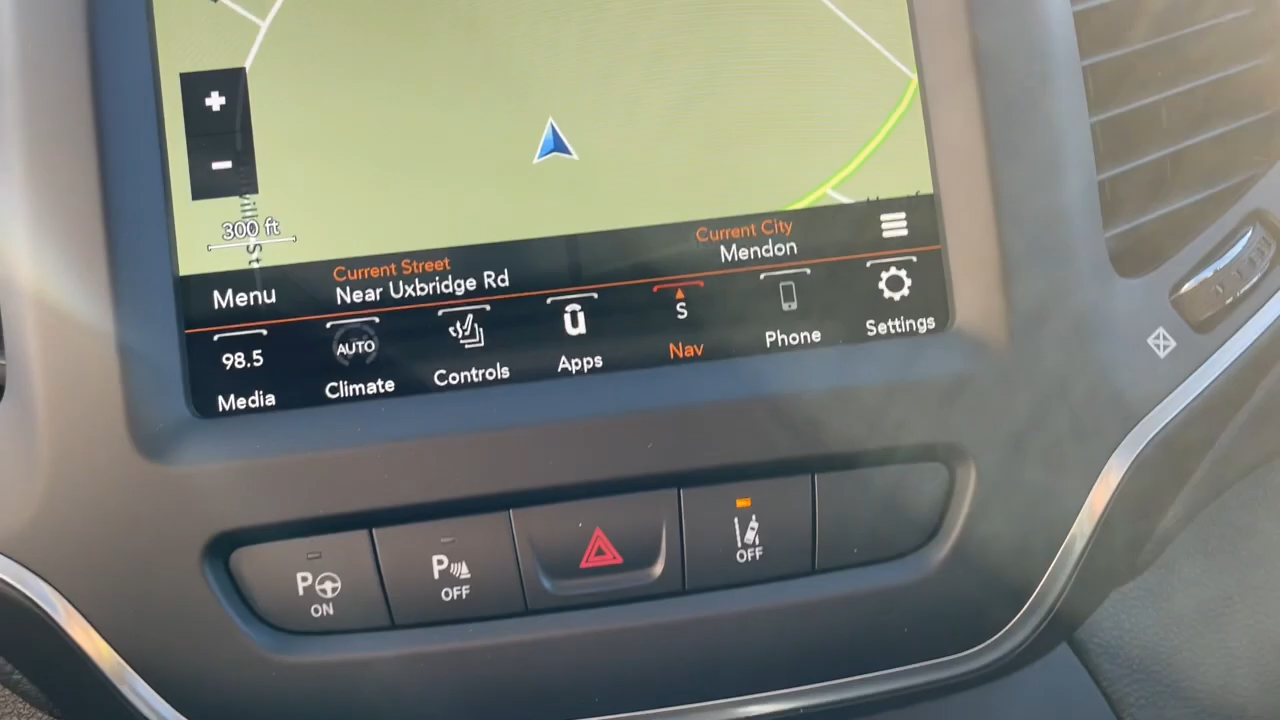 300 ft
Current Street
Near Uxbridge Rd
Current City
Mendon
Menu
98.5
Media
AUTO
Climate
Controls
Apps
S
Nav
Phone
Settings
P
ON
P
OFF
OFF